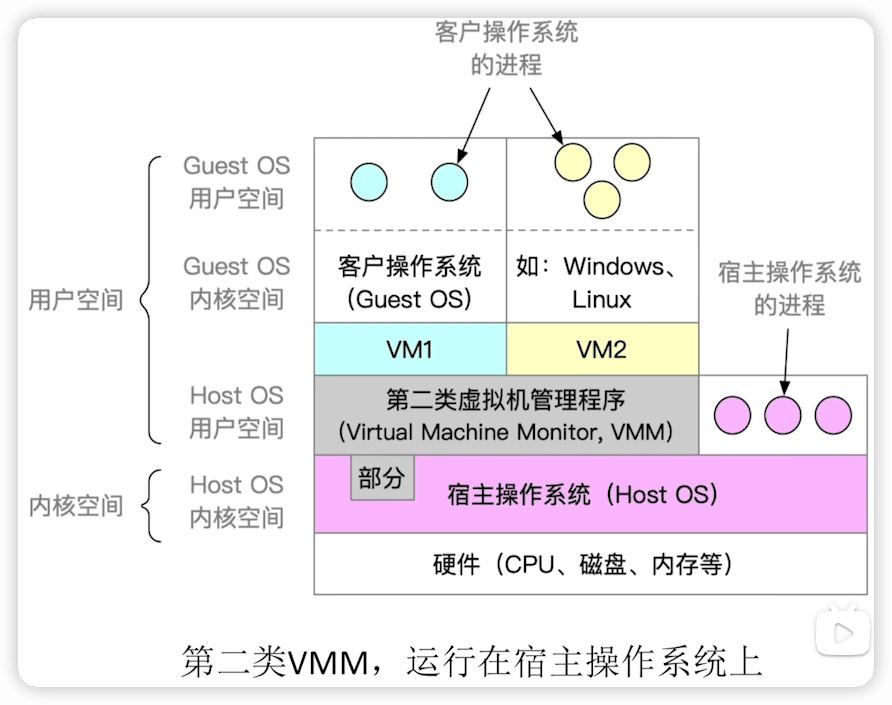 客户操作系统
的进程
Guest OS
用户空间
Guest OS
内核空间
客户操作系统
(Guest OS)
如：Windows、
Linux
宿主操作系统
的进程
用户空间
VM1
VM2
Host OS
用户空间
第二类虚拟机管理程序
(Virtual Machine Monitor, VMM)
内核空间
Host OS
内核空间
部分
宿主操作系统（Host OS）
硬件（CPU、磁盘、内存等）
第二类VMM，运行在宿主操作系统上